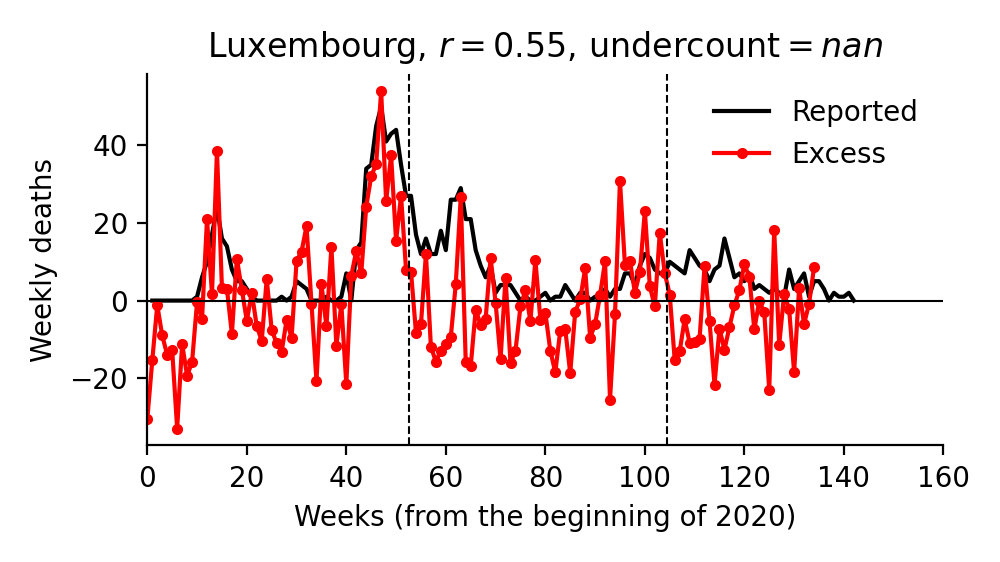 Luxembourg, r = 0.55, undercount = nan
Reported
Excess
Weekly deaths
40
20
0
−20
0 20 40 60 80 100 120 140 160
Weeks (from the beginning of 2020)